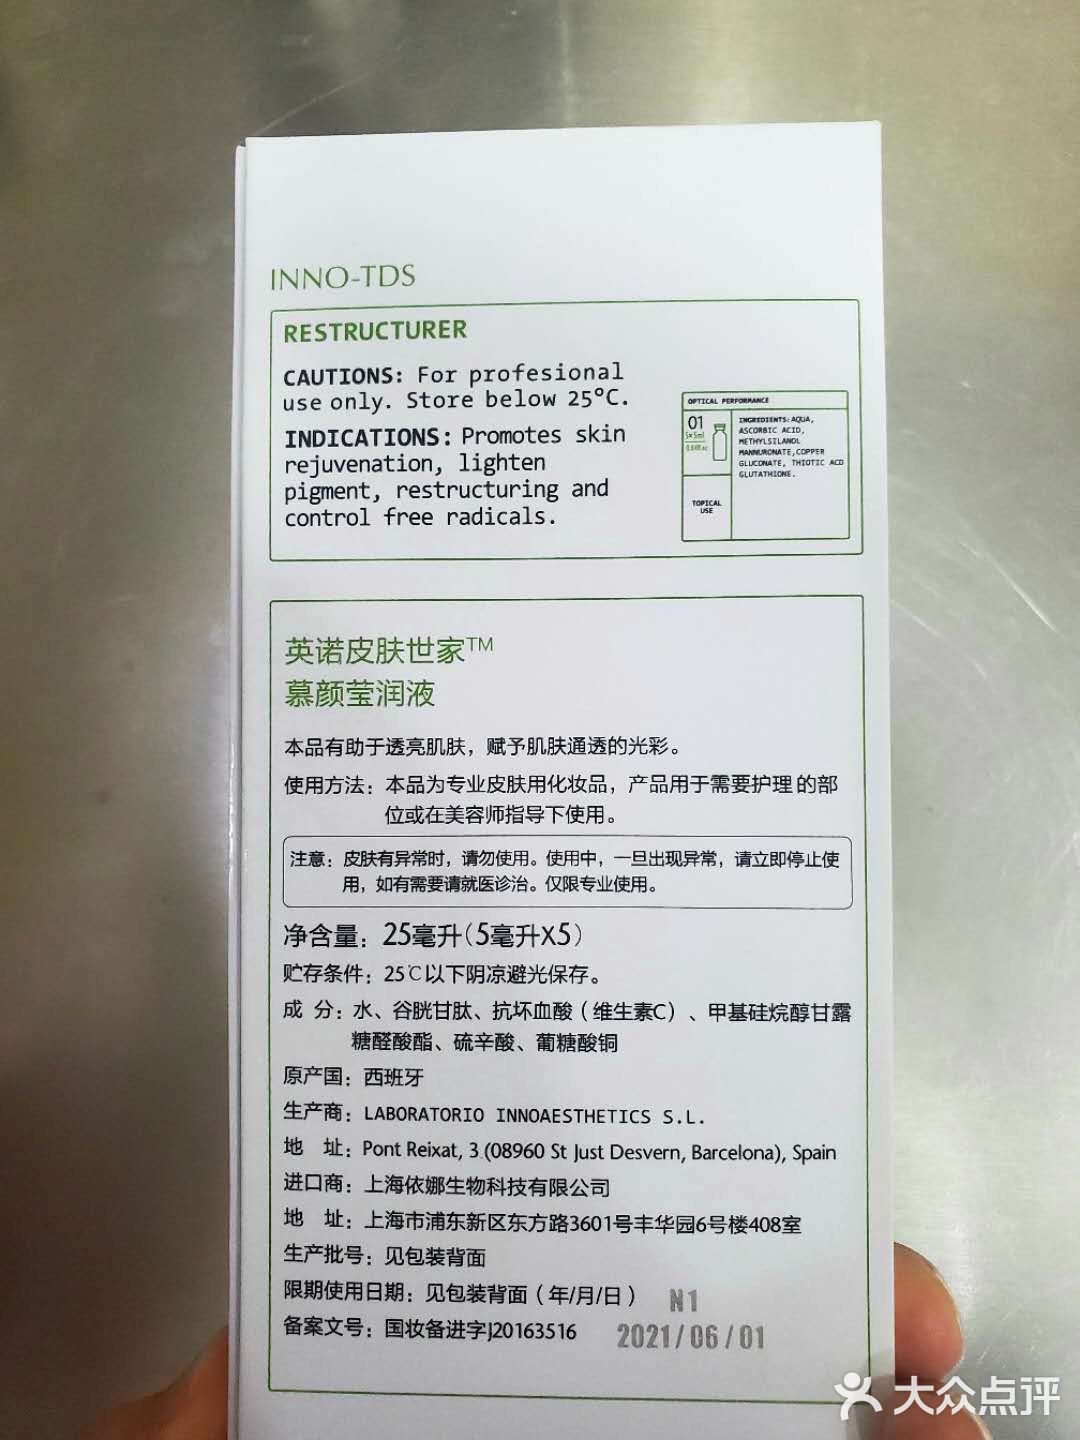 INNO-TDS
RESTRUCTURER
CAUTIONS: For profesional
use only. Store below 25°C.
INDICATIONS: Promotes skin
rejuvenation, lighten
pigment, restructuring and
control free radicals.
OPTICAL PERFORMANCE
01
5x5ml
INGREDIENTS: AQUA,
ASCORBIC ACID,
METHYLSILANOL
MANNURONATE, COPPER
GLUCONATE, THIOTIC ACD
GLUTATHIONE.
TOPICAL
USE
英诺皮肤世家™
慕颜莹润液
本品有助于透亮肌肤，赋予肌肤通透的光彩。
使用方法：本品为专业皮肤用化妆品，产品用于需要护理的部
位或在美容师指导下使用。
注意：皮肤有异常时，请勿使用。使用中，一旦出现异常，请立即停止使
用，如有需要请就医诊治。仅限专业使用。
净含量：25毫升（5毫升X5）
贮存条件：25℃以下阴凉避光保存。
成 分：水、谷胱甘肽、抗坏血酸（维生素C）、甲基硅烷醇甘露
糖醛酸酯、硫辛酸、葡糖酸铜
原产国：西班牙
生产商：LABORATORIO INNOAESTHETICS S.L.
地 址：Pont Reixat, 3 (08960 St Just Desvern, Barcelona), Spain
进口商：上海依娜生物科技有限公司
地 址：上海市浦东新区东方路3601号丰华园6号楼408室
生产批号：见包装背面
限期使用日期：见包装背面（年/月/日）
N1
备案文号：国妆备进字J20163516
2021/06/01
大众点评